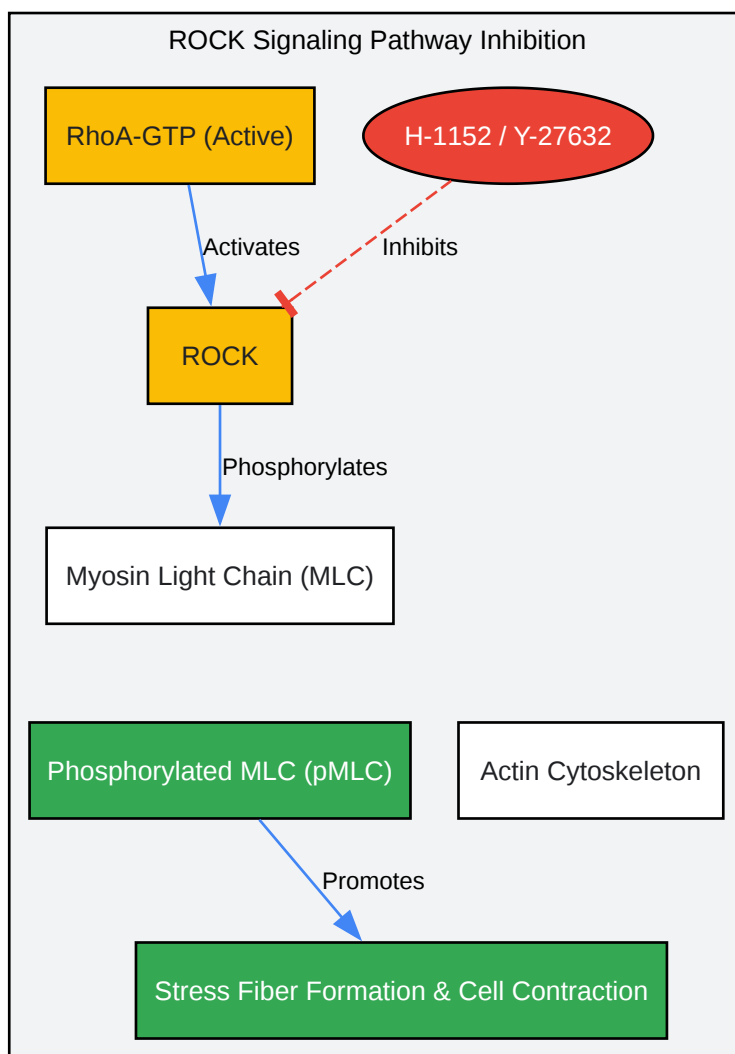 ROCK Signaling Pathway Inhibition
RhoA-GTP (Active)
H-1152 / Y-27632
Activates
Inhibits
ROCK
Phosphorylates
Myosin Light Chain (MLC)
Phosphorylated MLC (pMLC)
Actin Cytoskeleton
Promotes
Stress Fiber Formation & Cell Contraction